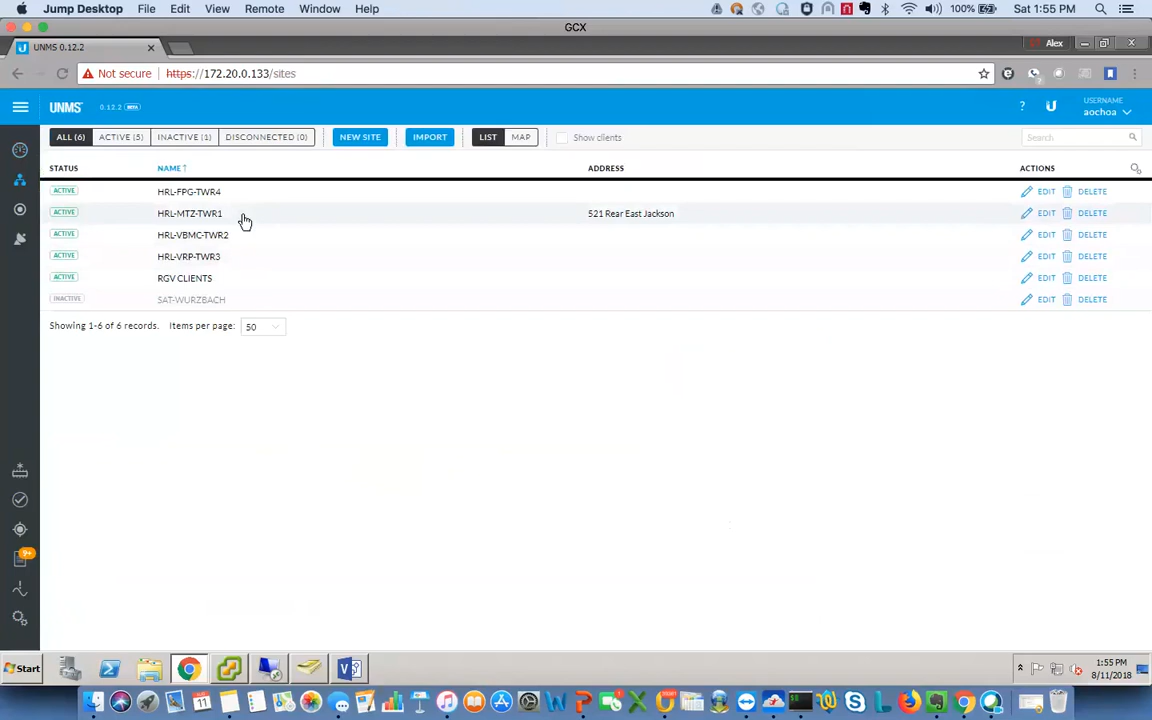 Jump Desktop File Edit View Remote Window Help 100% Sat 1:55 PM
GCX
UNMS 0.12.2 Alex
Not secure https://172.20.0.133/sites
UNMS 0.12.2 BETA ? USERNAME
aochoa
ALL (6) ACTIVE (5) INACTIVE (1) DISCONNECTED (0) NEW SITE IMPORT LIST MAP Show clients Search
STATUS NAME ADDRESS ACTIONS
ACTIVE HRL-FPG-TWR4 EDIT DELETE
ACTIVE HRL-MTZ-TWR1 521 Rear East Jackson EDIT DELETE
ACTIVE HRL-VBMC-TWR2 EDIT DELETE
ACTIVE HRL-VRP-TWR3 EDIT DELETE
ACTIVE RGV CLIENTS EDIT DELETE
INACTIVE SAT-WURZBACH EDIT DELETE
Showing 1-6 of 6 records. Items per page: 50
9+
Start 1:55 PM
8/11/2018